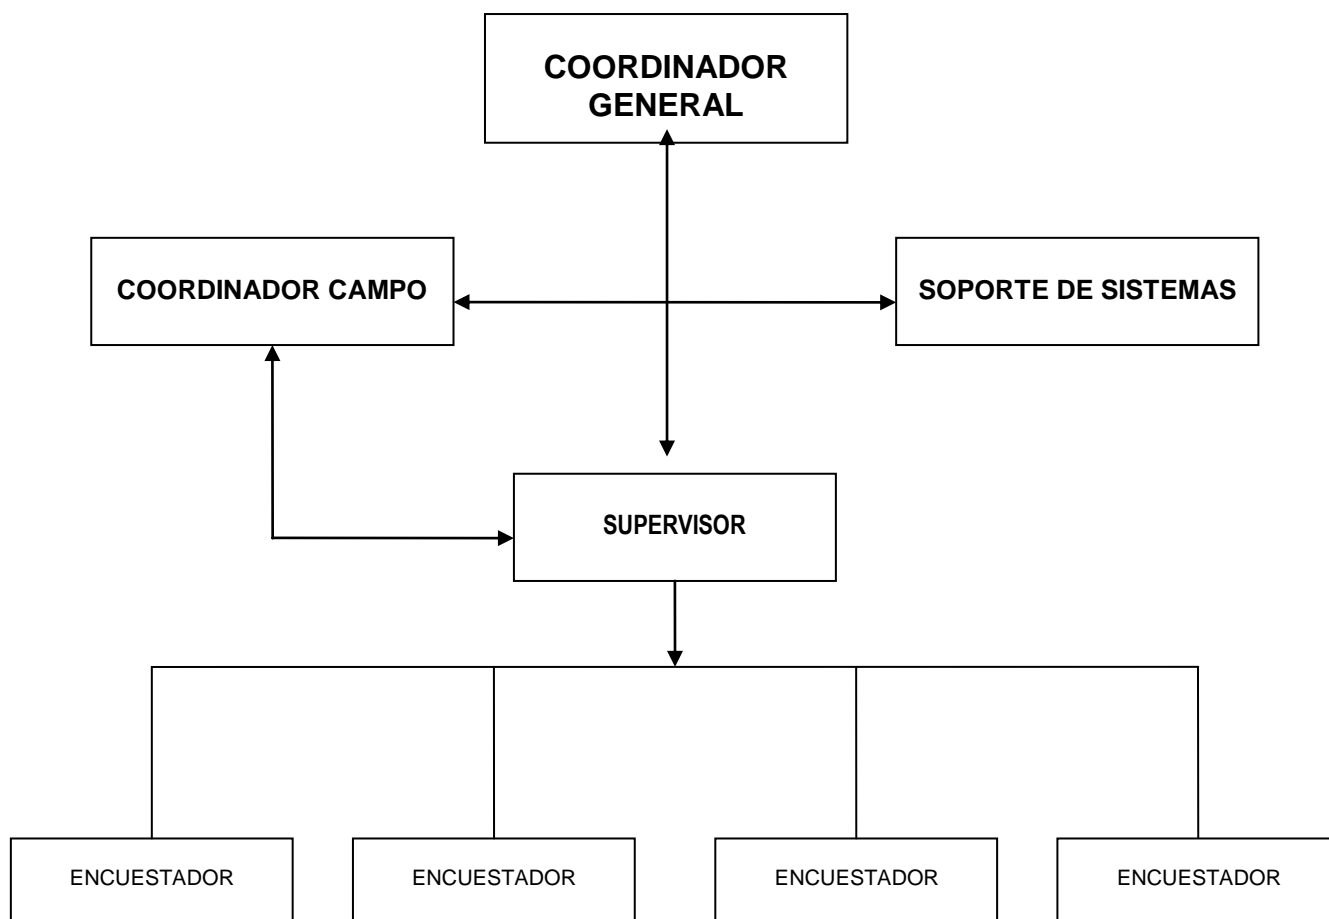 COORDINADOR
GENERAL
COORDINADOR CAMPO
SOPORTE DE SISTEMAS
SUPERVISOR
ENCUESTADOR
ENCUESTADOR
ENCUESTADOR
ENCUESTADOR